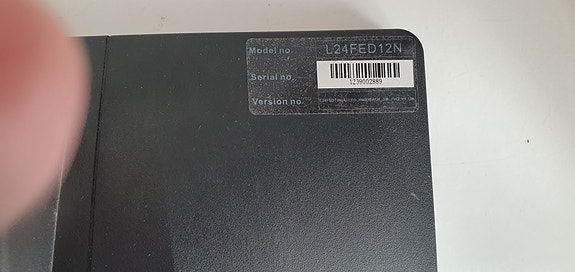 Model no. L24FED12N
Serial no.
1239002889
Version no.